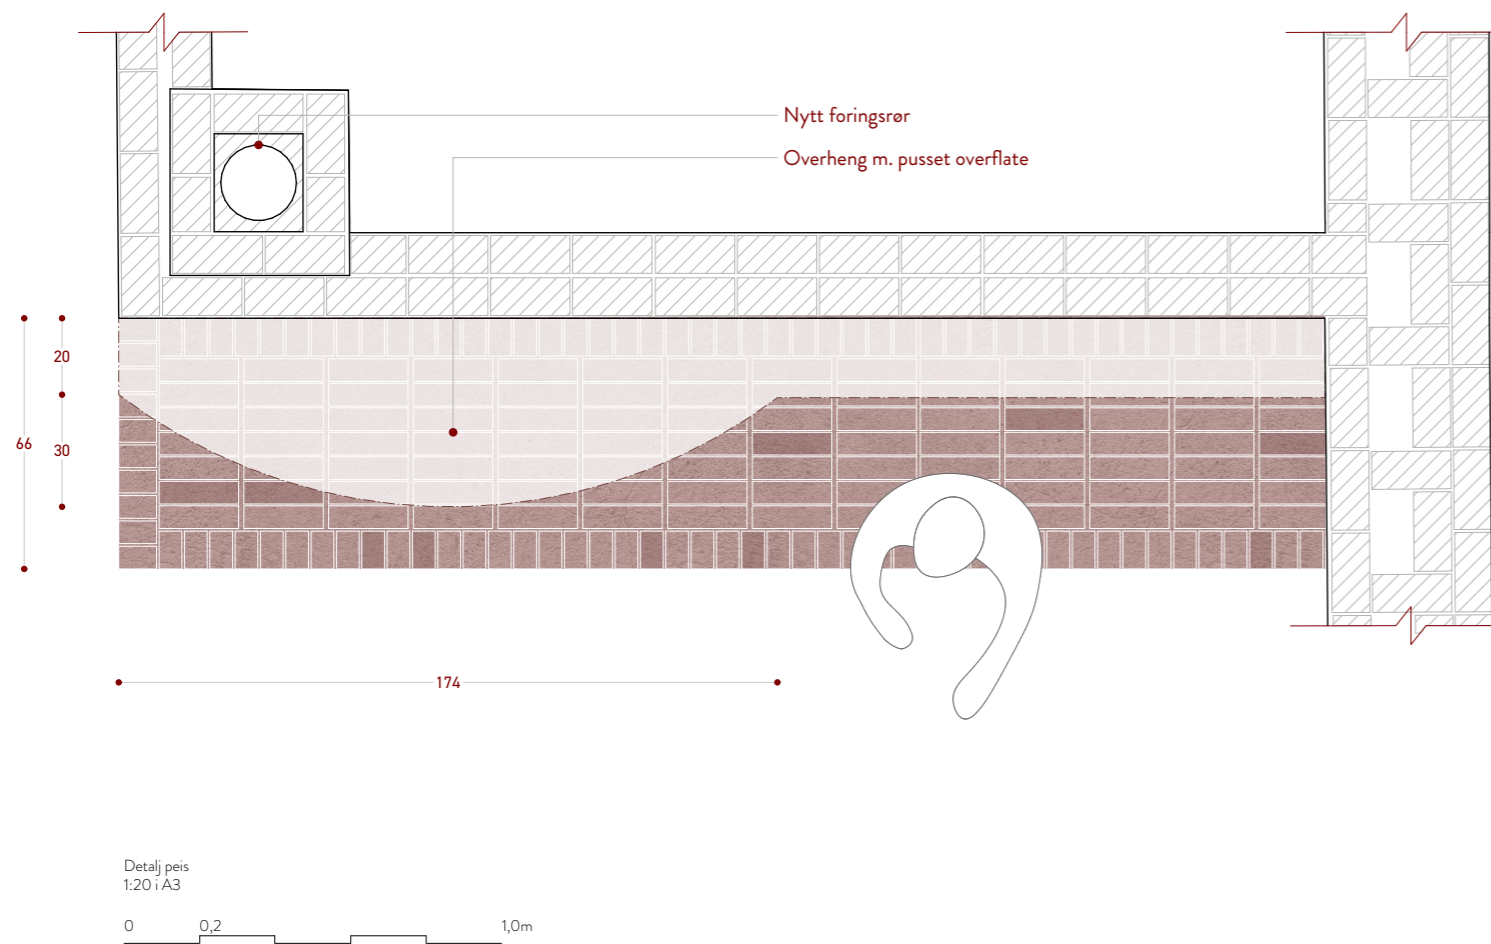 Nytt foringsrør
Overheng m. pusset overflate
20
66
30
174
Detalj peis
1:20 i A3
0 0,2 1,0m